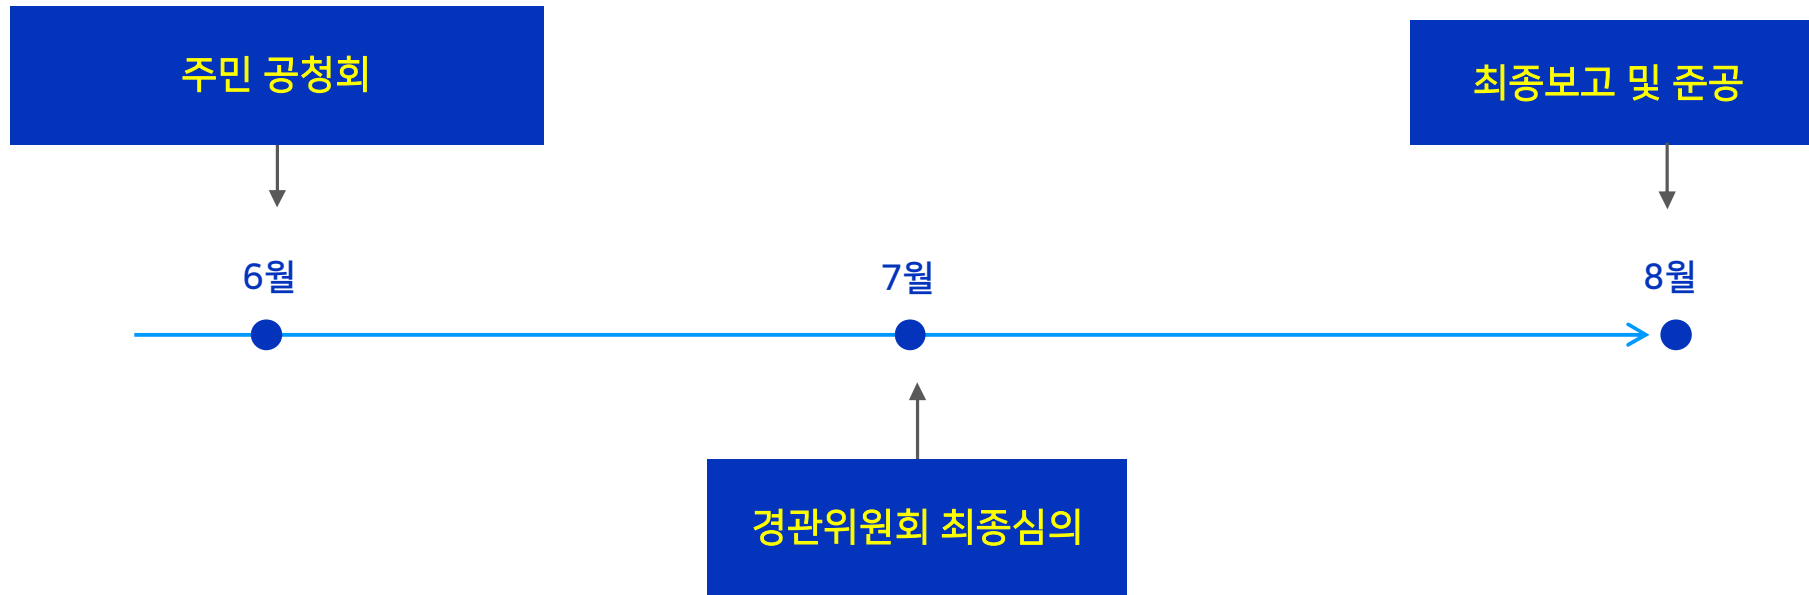 주민 공청회
최종보고 및 준공
6월
7월
8월
경관위원회 최종심의